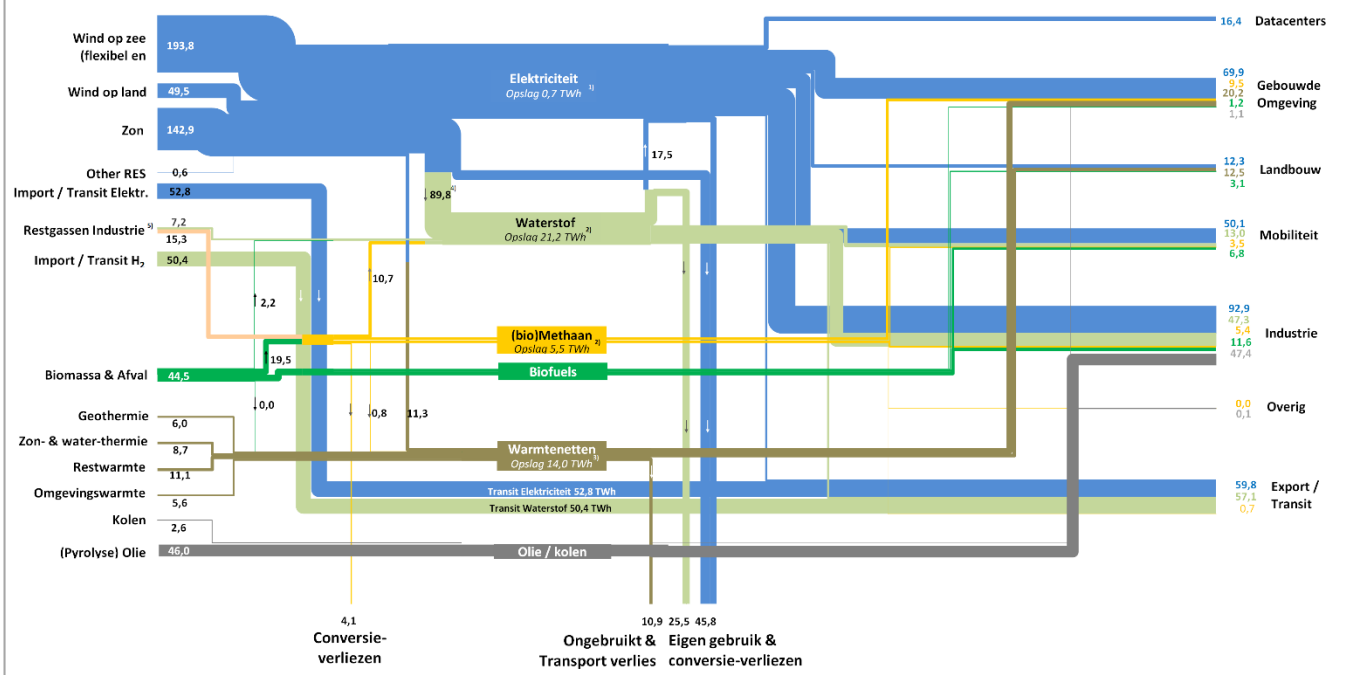 Wind op zee
(flexibel en
193,8
Wind op land
49,5
Zon
142,9
Other RES
0,6
Import / Transit Elektr.
52,8
Restgassen Industrie 5)
7,2
15,3
Import / Transit H₂
50,4
Biomassa & Afval
44,5
Geothermie
6,0
Zon- & water-thermie
8,7
Restwarmte
11,1
Omgevingswarmte
5,6
Kolen
2,6
(Pyrolyse) Olie
46,0
Elektriciteit
Opslag 0,7 TWh 1)
17,5
89,8 4)
Waterstof
Opslag 21,2 TWh 2)
10,7
2,2
19,5
0,0
0,8
11,3
(bio)Methaan
Opslag 5,5 TWh 2)
Biofuels
Warmtenetten
Opslag 14,0 TWh 3)
Transit Elektriciteit 52,8 TWh
Transit Waterstof 50,4 TWh
Olie / kolen
4,1
Conversie-
verliezen
10,9
Ongebruikt &
Transport verlies
25,5
45,8
Eigen gebruik &
conversie-verliezen
16,4
Datacenters
69,9
9,5
20,2
1,2
1,1
Gebouwde
Omgeving
12,3
12,5
3,1
Landbouw
50,1
13,0
3,5
6,8
Mobiliteit
92,9
47,3
5,4
11,6
47,4
Industrie
0,0
0,1
Overig
59,8
57,1
0,7
Export /
Transit